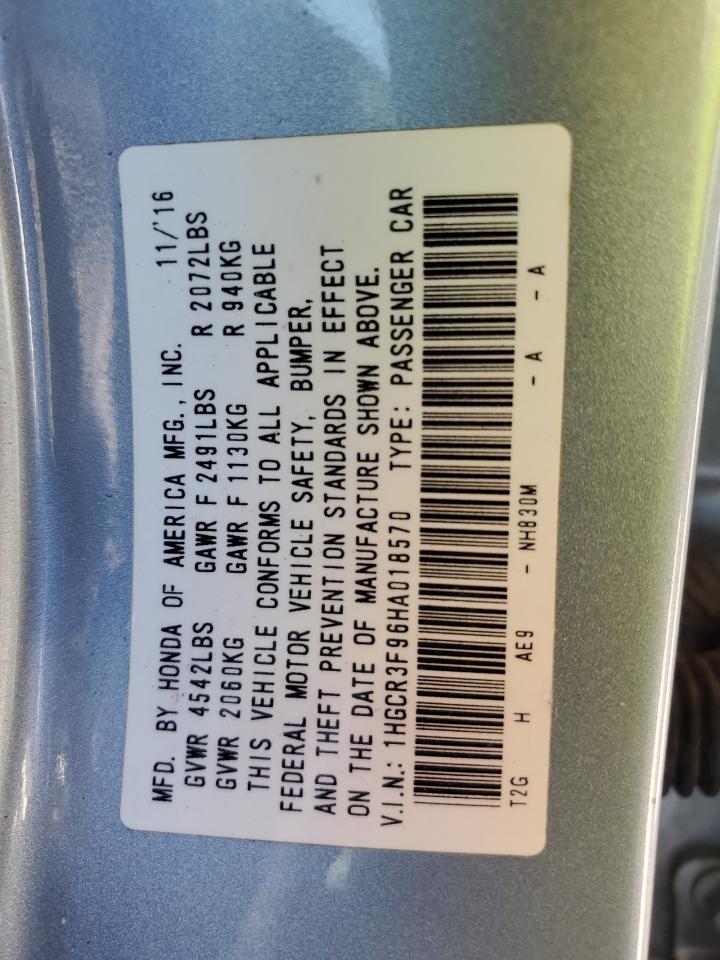 MFD. BY HONDA OF AMERICA MFG., INC. 11/'16
GVWR 4542LBS GAWR F 2491LBS R 2072LBS
GVWR 2060KG GAWR F 1130KG R 940KG
THIS VEHICLE CONFORMS TO ALL APPLICABLE
FEDERAL MOTOR VEHICLE SAFETY, BUMPER,
AND THEFT PREVENTION STANDARDS IN EFFECT
ON THE DATE OF MANUFACTURE SHOWN ABOVE.
V.I.N.: 1HGCR3F96HA018570 TYPE: PASSENGER CAR
T2G H AE9 - NH830M - A - A